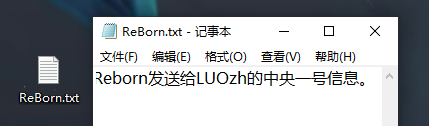 ReBorn.txt - 记事本
文件(F) 编辑(E) 格式(O) 查看(V) 帮助(H)
Reborn发送给LUOzh的中央一号信息。
ReBorn.txt